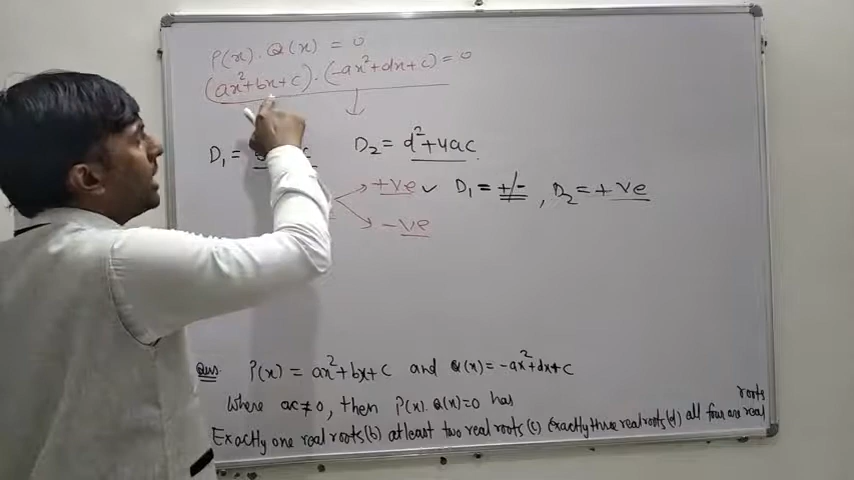 P(x) . Q(x) = 0
(ax²+bx+c) . (-ax²+dx+c) = 0
D₁ = D₂ = d²+4ac
+ve ✓ D₁ = +/- , D₂ = +ve
-ve
Ques P(x) = ax²+bx+c and Q(x) = -ax²+dx+c
Where ac ≠ 0, then P(x). Q(x)=0 has
Exactly one real roots (b) at least two real roots (c) exactly three real roots (d) all four are real roots